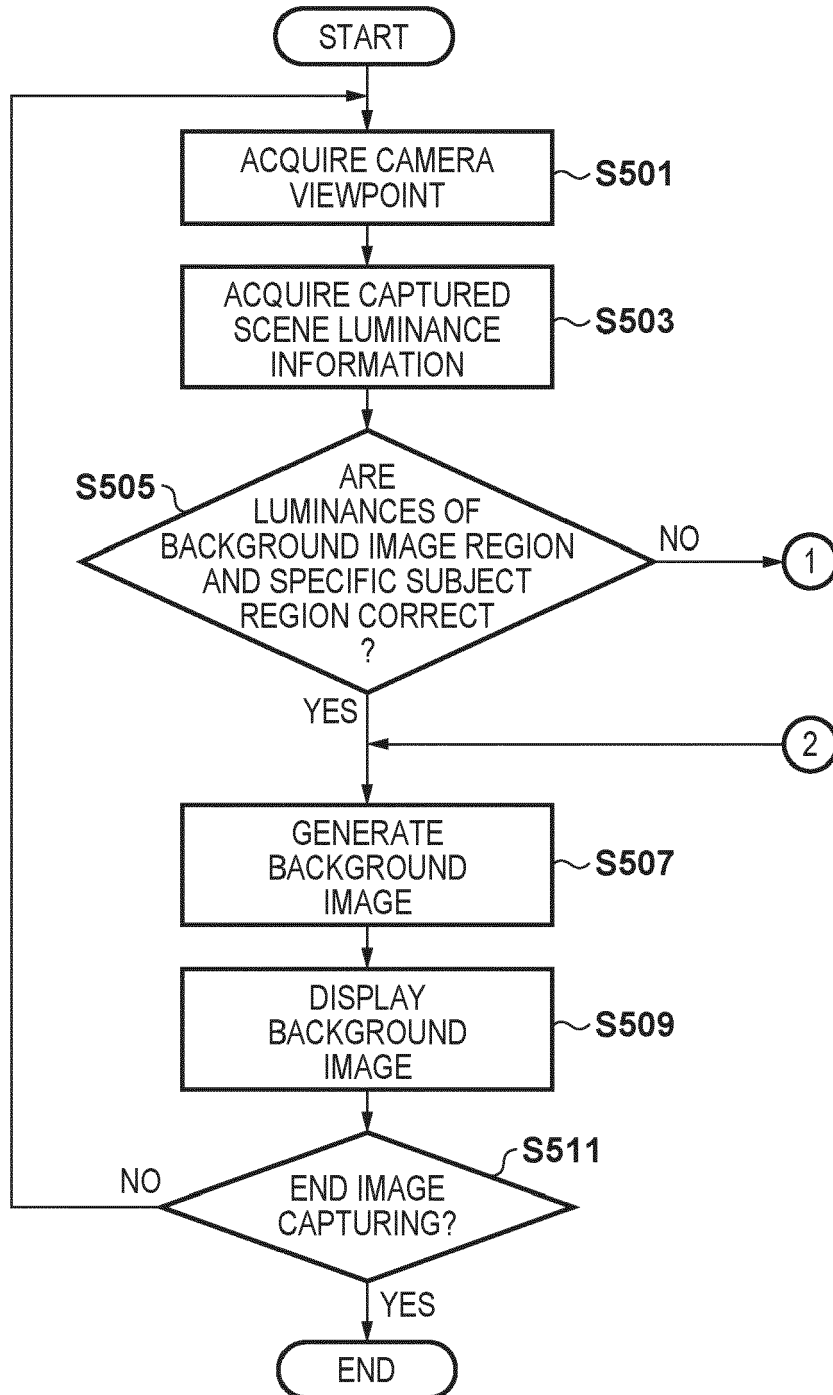 START
ACQUIRE CAMERA
VIEWPOINT
S501
ACQUIRE CAPTURED
SCENE LUMINANCE
INFORMATION
S503
S505
ARE
LUMINANCES OF
BACKGROUND IMAGE REGION
AND SPECIFIC SUBJECT
REGION CORRECT
?
NO
1
YES
2
GENERATE
BACKGROUND
IMAGE
S507
DISPLAY
BACKGROUND
IMAGE
S509
S511
NO
END IMAGE
CAPTURING?
YES
END